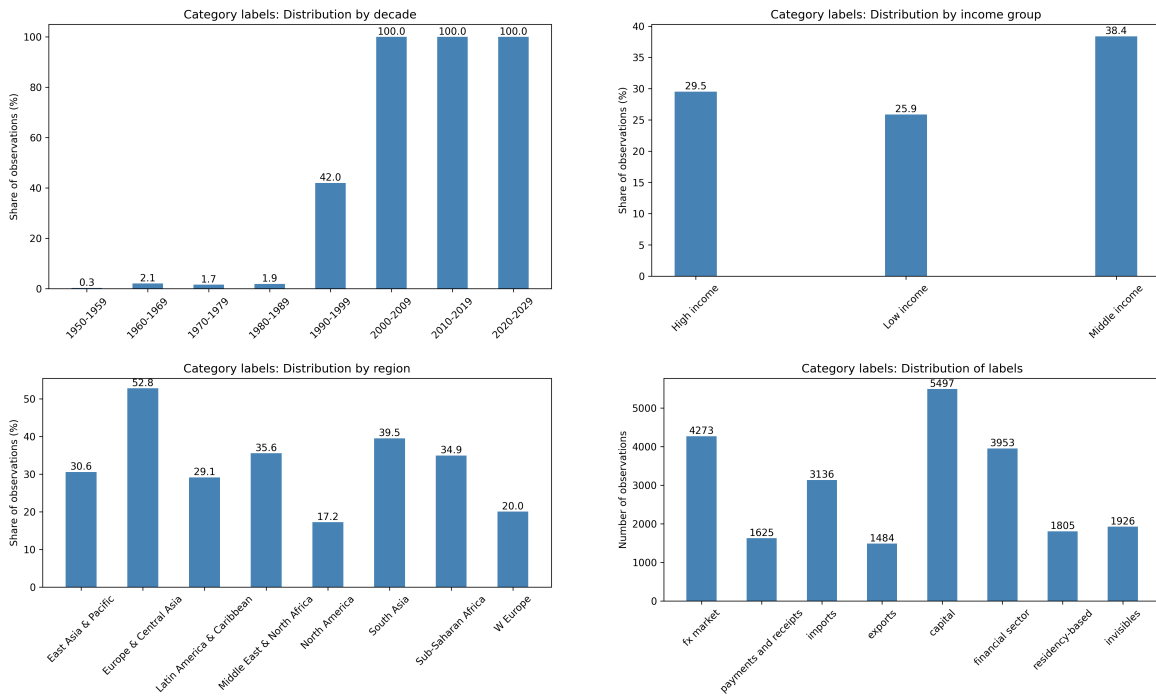 Category labels: Distribution by decade
Share of observations (%)
100
80
60
40
20
0
0.3
2.1
1.7
1.9
42.0
100.0
100.0
100.0
1950-1959
1960-1969
1970-1979
1980-1989
1990-1999
2000-2009
2010-2019
2020-2029
Category labels: Distribution by income group
Share of observations (%)
40
35
30
25
20
15
10
5
0
29.5
25.9
38.4
High income
Low income
Middle income
Category labels: Distribution by region
Share of observations (%)
50
40
30
20
10
0
30.6
52.8
29.1
35.6
17.2
39.5
34.9
20.0
East Asia & Pacific
Europe & Central Asia
Latin America & Caribbean
Middle East & North Africa
North America
South Asia
Sub-Saharan Africa
W Europe
Category labels: Distribution of labels
Number of observations
5000
4000
3000
2000
1000
0
4273
1625
3136
1484
5497
3953
1805
1926
fx market
payments and receipts
imports
exports
capital
financial sector
residency-based
invisibles